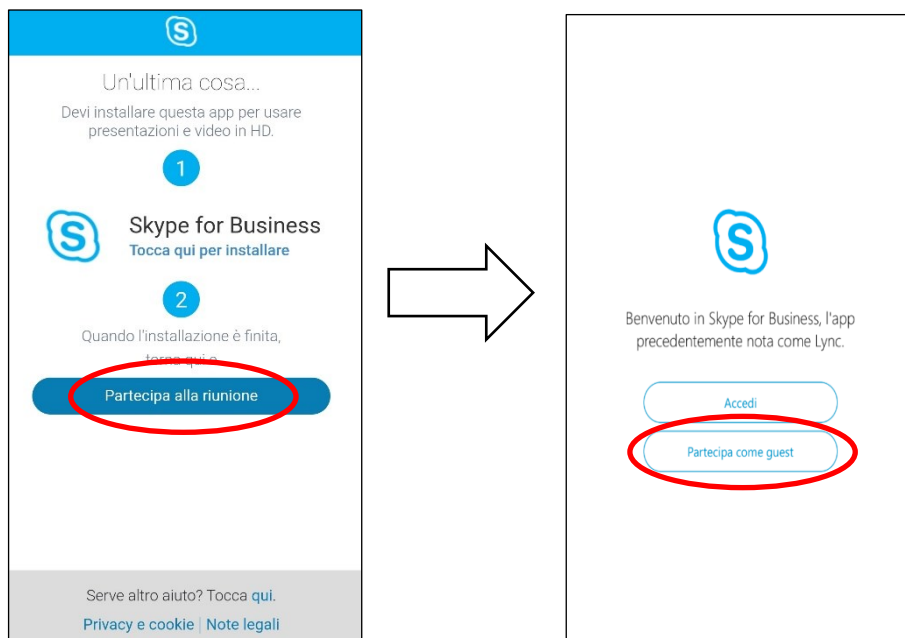 Un'ultima cosa...
Devi installare questa app per usare
presentazioni e video in HD.
1
Skype for Business
Tocca qui per installare
2
Quando l'installazione è finita,
torna qui e
Partecipa alla riunione
Serve altro aiuto? Tocca qui.
Privacy e cookie | Note legali
Benvenuto in Skype for Business, l'app
precedentemente nota come Lync.
Accedi
Partecipa come guest